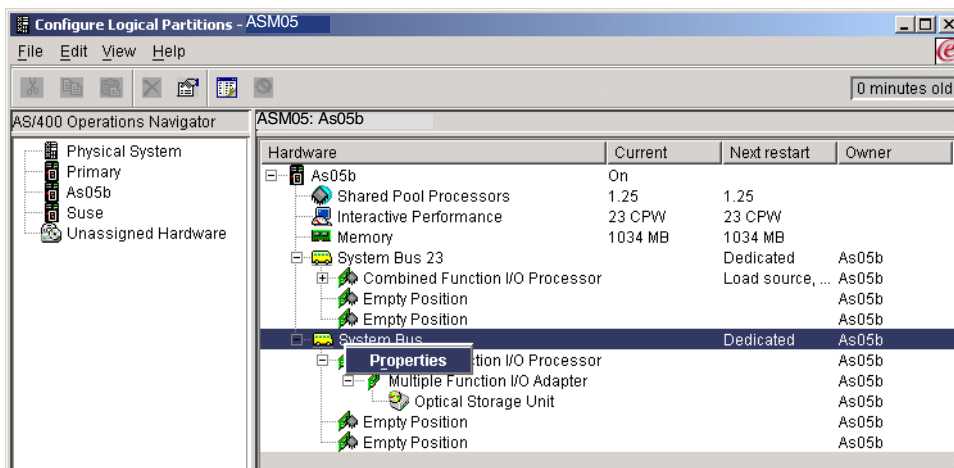 Configure Logical Partitions - ASM05
File Edit View Help
0 minutes old
AS/400 Operations Navigator
ASM05: As05b
Physical System
Primary
As05b
Suse
Unassigned Hardware
Hardware Current Next restart Owner
As05b On
Shared Pool Processors 1.25 1.25
Interactive Performance 23 CPW 23 CPW
Memory 1034 MB 1034 MB
System Bus 23 Dedicated As05b
Combined Function I/O Processor Load source, ... As05b
Empty Position As05b
Empty Position As05b
System Bus Dedicated As05b
Properties
ction I/O Processor As05b
Multiple Function I/O Adapter As05b
Optical Storage Unit As05b
Empty Position As05b
Empty Position As05b